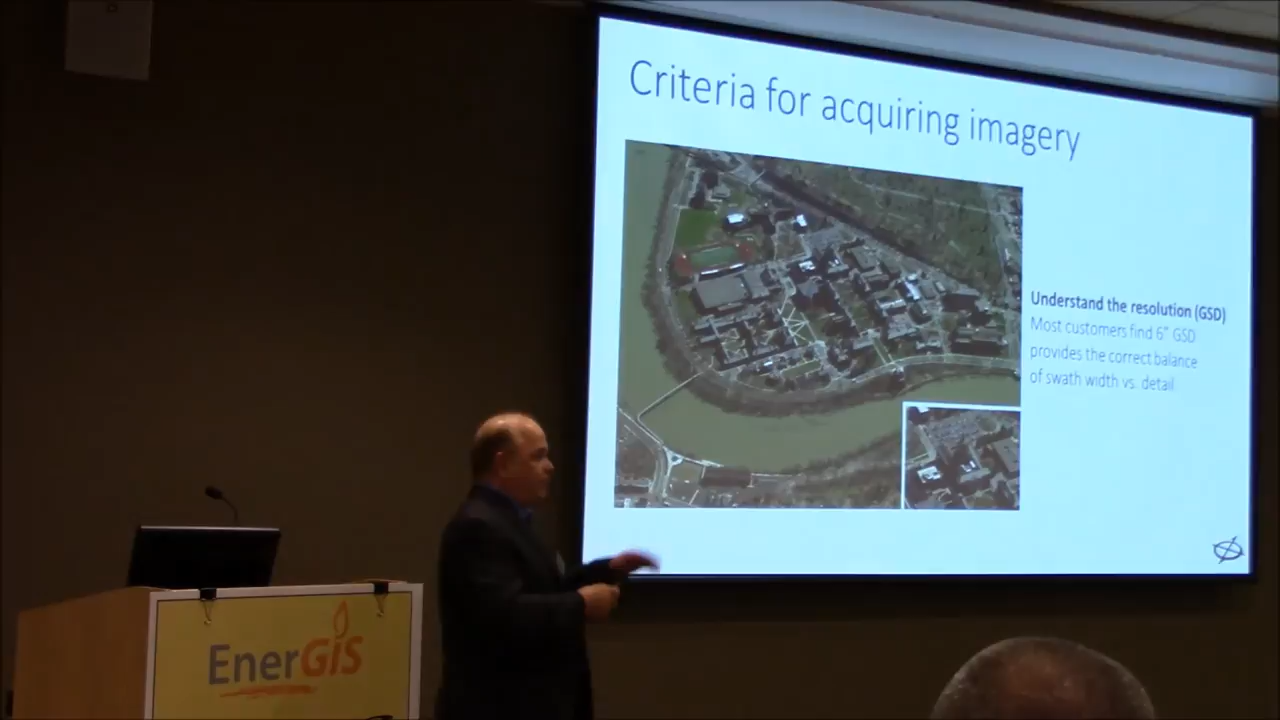 Criteria for acquiring imagery
Understand the resolution (GSD)
Most customers find 6" GSD
provides the correct balance
of swath width vs. detail
EnerGIS